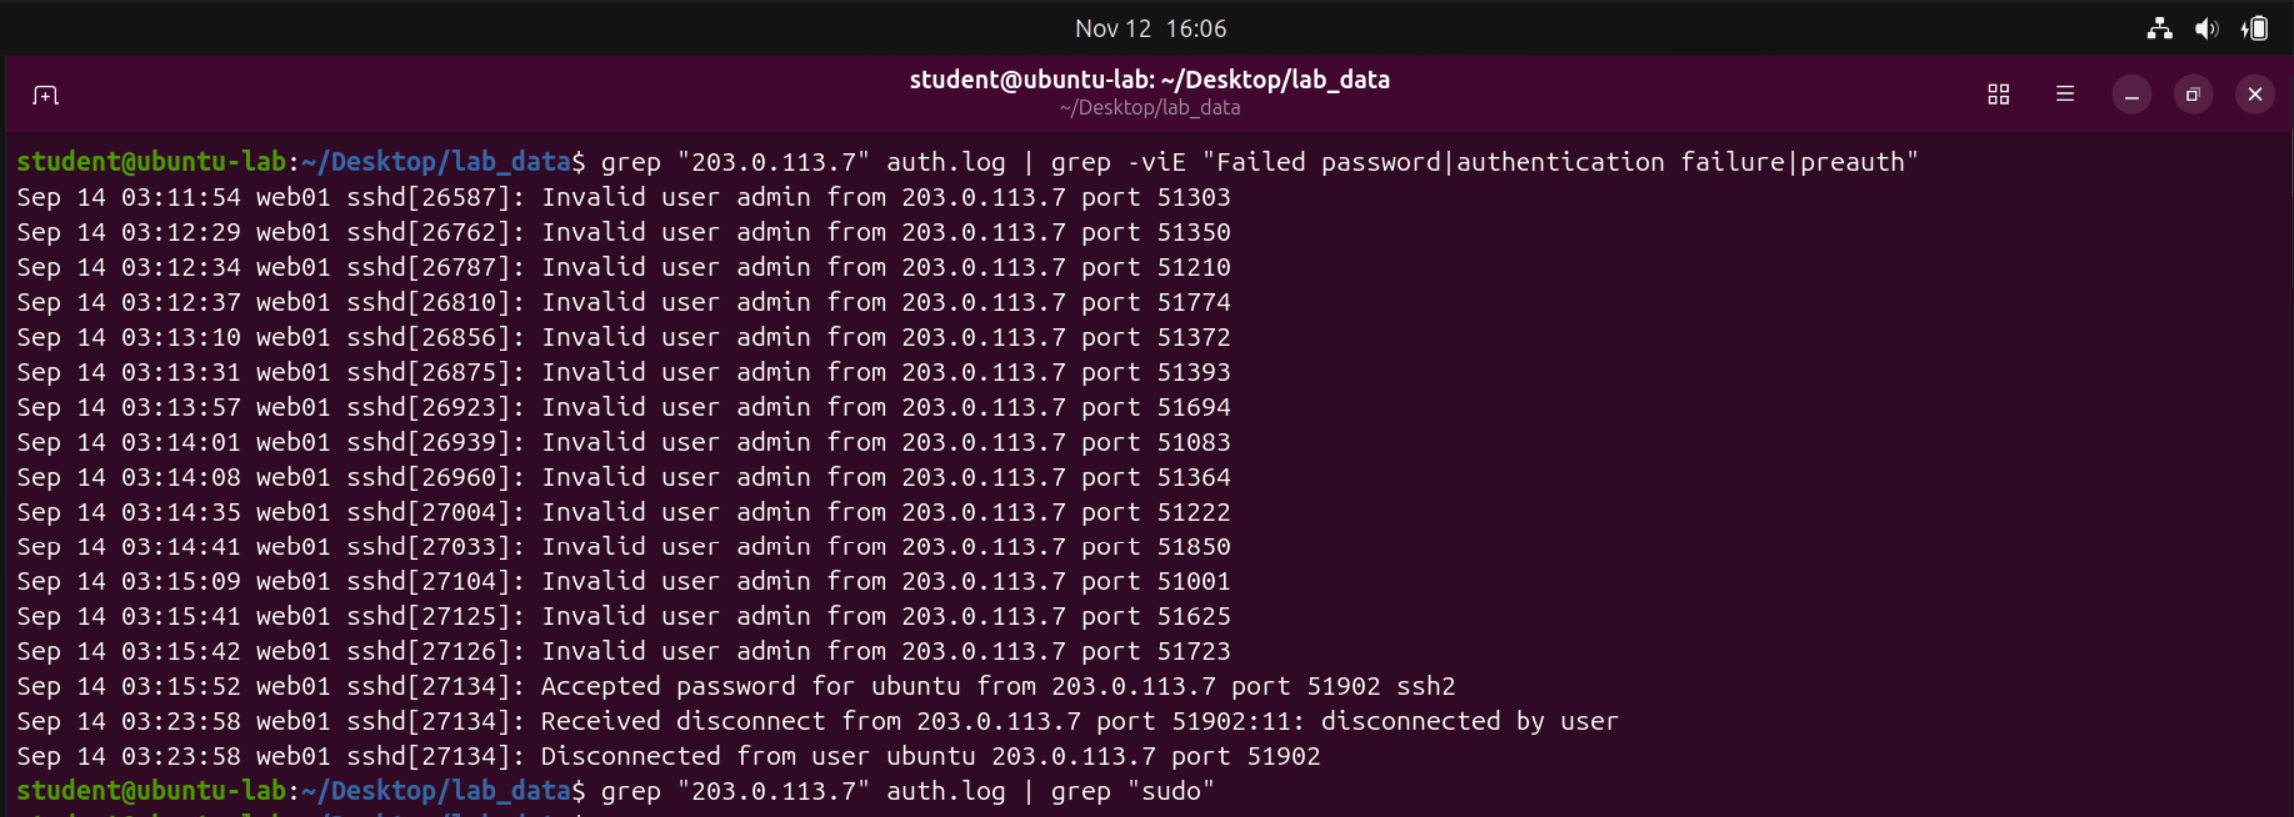 Nov 12 16:06
student@ubuntu-lab: ~/Desktop/lab_data
~/Desktop/lab_data
student@ubuntu-lab:~/Desktop/lab_data$ grep "203.0.113.7" auth.log | grep -viE "Failed password|authentication failure|preauth"
Sep 14 03:11:54 web01 sshd[26587]: Invalid user admin from 203.0.113.7 port 51303
Sep 14 03:12:29 web01 sshd[26762]: Invalid user admin from 203.0.113.7 port 51350
Sep 14 03:12:34 web01 sshd[26787]: Invalid user admin from 203.0.113.7 port 51210
Sep 14 03:12:37 web01 sshd[26810]: Invalid user admin from 203.0.113.7 port 51774
Sep 14 03:13:10 web01 sshd[26856]: Invalid user admin from 203.0.113.7 port 51372
Sep 14 03:13:31 web01 sshd[26875]: Invalid user admin from 203.0.113.7 port 51393
Sep 14 03:13:57 web01 sshd[26923]: Invalid user admin from 203.0.113.7 port 51694
Sep 14 03:14:01 web01 sshd[26939]: Invalid user admin from 203.0.113.7 port 51083
Sep 14 03:14:08 web01 sshd[26960]: Invalid user admin from 203.0.113.7 port 51364
Sep 14 03:14:35 web01 sshd[27004]: Invalid user admin from 203.0.113.7 port 51222
Sep 14 03:14:41 web01 sshd[27033]: Invalid user admin from 203.0.113.7 port 51850
Sep 14 03:15:09 web01 sshd[27104]: Invalid user admin from 203.0.113.7 port 51001
Sep 14 03:15:41 web01 sshd[27125]: Invalid user admin from 203.0.113.7 port 51625
Sep 14 03:15:42 web01 sshd[27126]: Invalid user admin from 203.0.113.7 port 51723
Sep 14 03:15:52 web01 sshd[27134]: Accepted password for ubuntu from 203.0.113.7 port 51902 ssh2
Sep 14 03:23:58 web01 sshd[27134]: Received disconnect from 203.0.113.7 port 51902:11: disconnected by user
Sep 14 03:23:58 web01 sshd[27134]: Disconnected from user ubuntu 203.0.113.7 port 51902
student@ubuntu-lab:~/Desktop/lab_data$ grep "203.0.113.7" auth.log | grep "sudo"